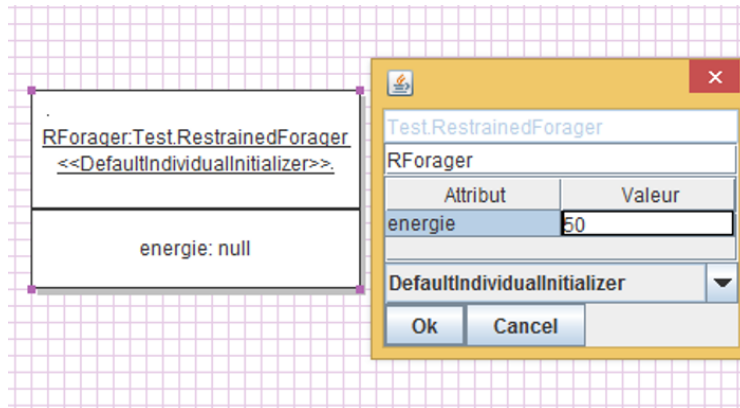 .
RForager:Test.RestrainedForager
<<DefaultIndividualInitializer>>.
energie: null
Test.RestrainedForager
RForager
Attribut Valeur
energie 50
DefaultIndividualInitializer
Ok Cancel